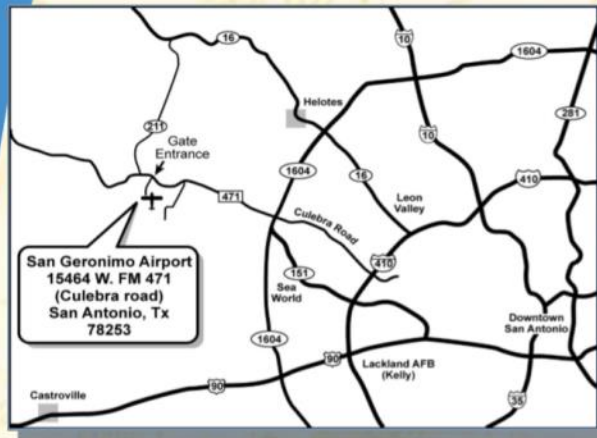 16
10
1604
281
Helotes
211
Gate
Entrance
10
1604
16
410
471
Leon
Valley
Culebra Road
410
San Geronimo Airport
15464 W. FM 471
(Culebra road)
San Antonio, Tx
78253
151
Sea
World
Downtown
San Antonio
1604
90
Lackland AFB
(Kelly)
90
Castroville
35